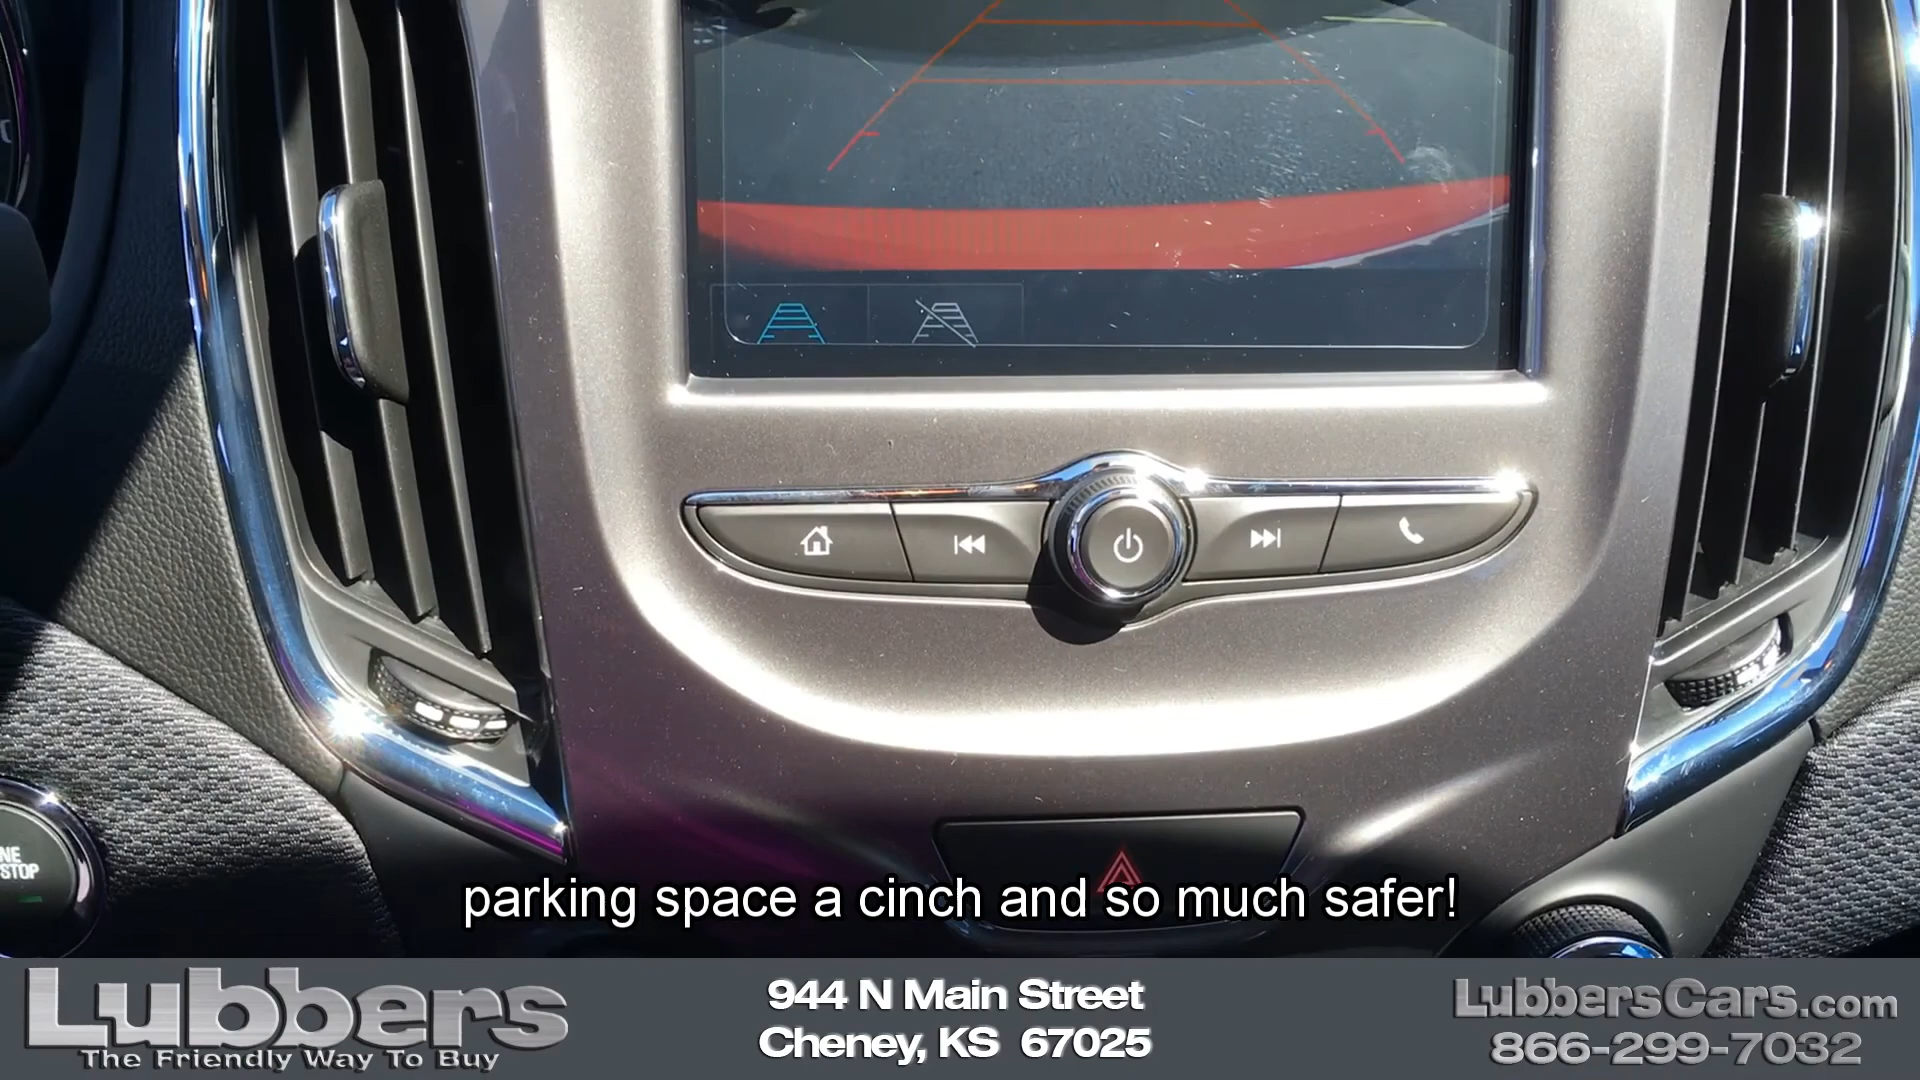 NE
STOP
parking space a cinch and so much safer!
Lubbers
The Friendly Way To Buy
944 N Main Street
Cheney, KS 67025
LubbersCars.com
866-299-7032